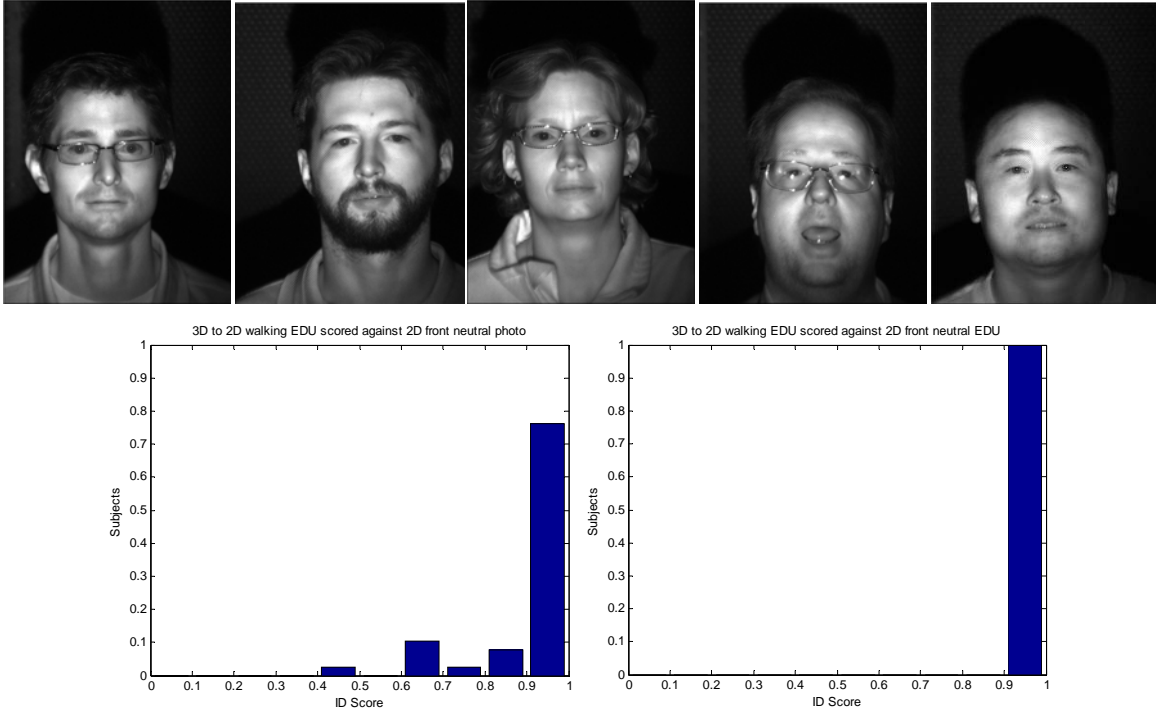 3D to 2D walking EDU scored against 2D front neutral photo
1
0.9
0.8
0.7
0.6
0.5
0.4
0.3
0.2
0.1
0
Subjects
0 0.1 0.2 0.3 0.4 0.5 0.6 0.7 0.8 0.9 1
ID Score
3D to 2D walking EDU scored against 2D front neutral EDU
1
0.9
0.8
0.7
0.6
0.5
0.4
0.3
0.2
0.1
0
Subjects
0 0.1 0.2 0.3 0.4 0.5 0.6 0.7 0.8 0.9 1
ID Score